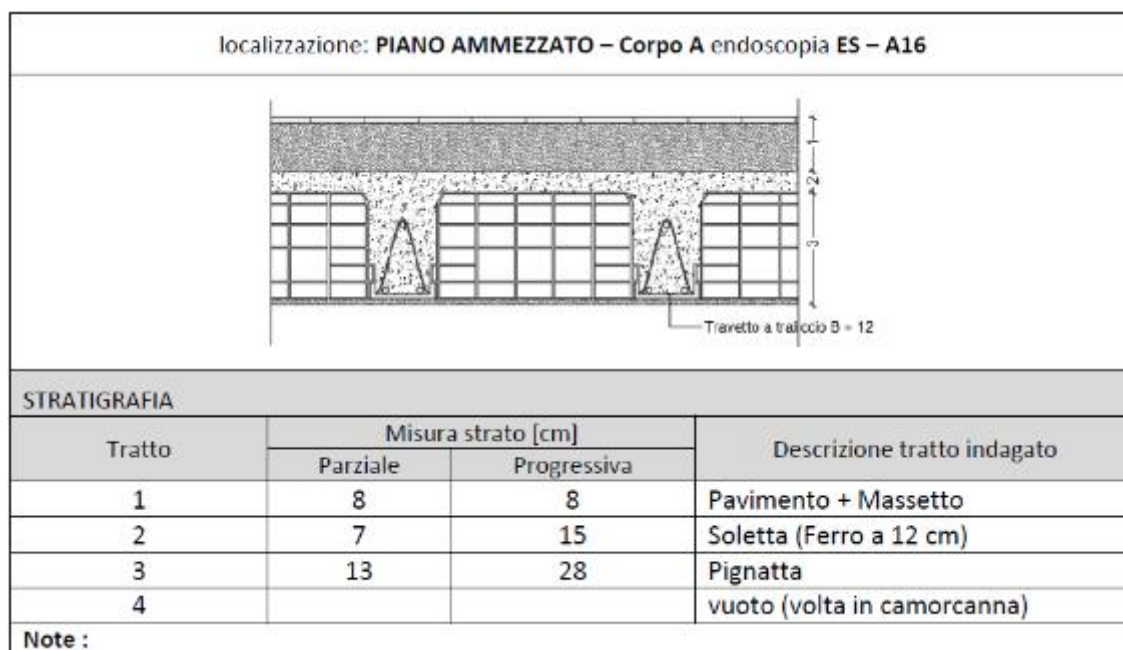 localizzazione: PIANO AMMEZZATO – Corpo A endoscopia ES – A16
1
2
3
Travetto a traliccio B = 12
STRATIGRAFIA
Tratto Misura strato [cm] Descrizione tratto indagato
Parziale Progressiva
1 8 8 Pavimento + Massetto
2 7 15 Soletta (Ferro a 12 cm)
3 13 28 Pignatta
4 vuoto (volta in camorcanna)
Note :